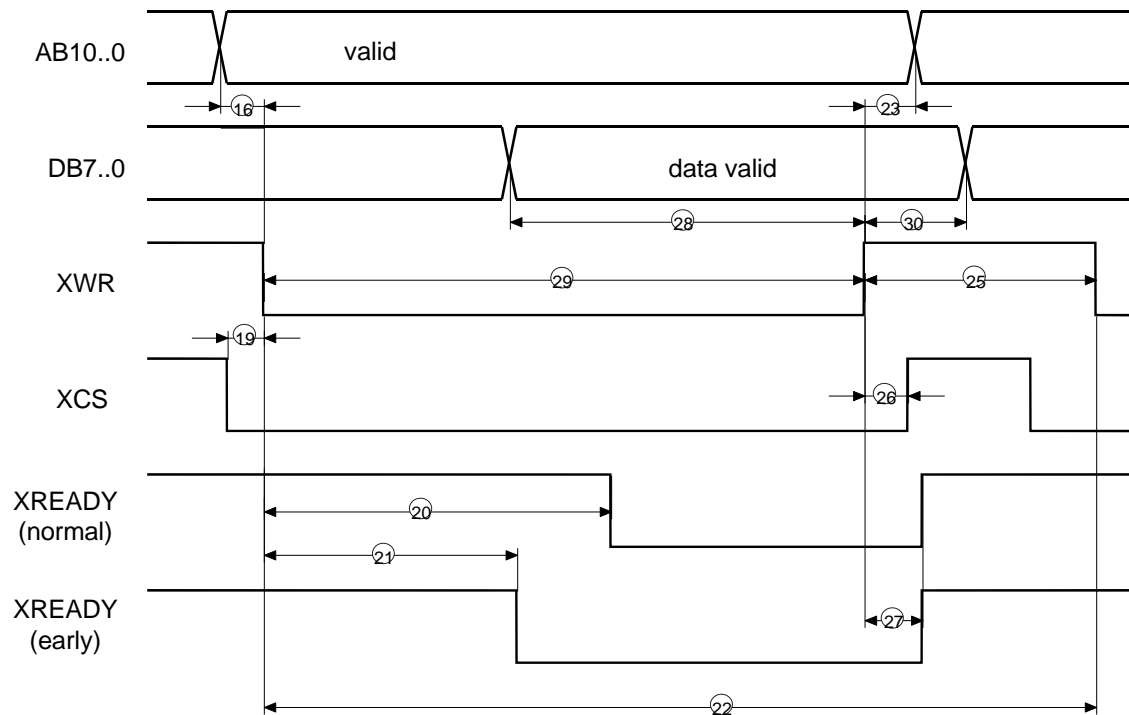 AB10..0
valid
16
23
DB7..0
data valid
28
30
XWR
29
25
19
XCS
26
XREADY
(normal)
20
21
XREADY
(early)
27
22